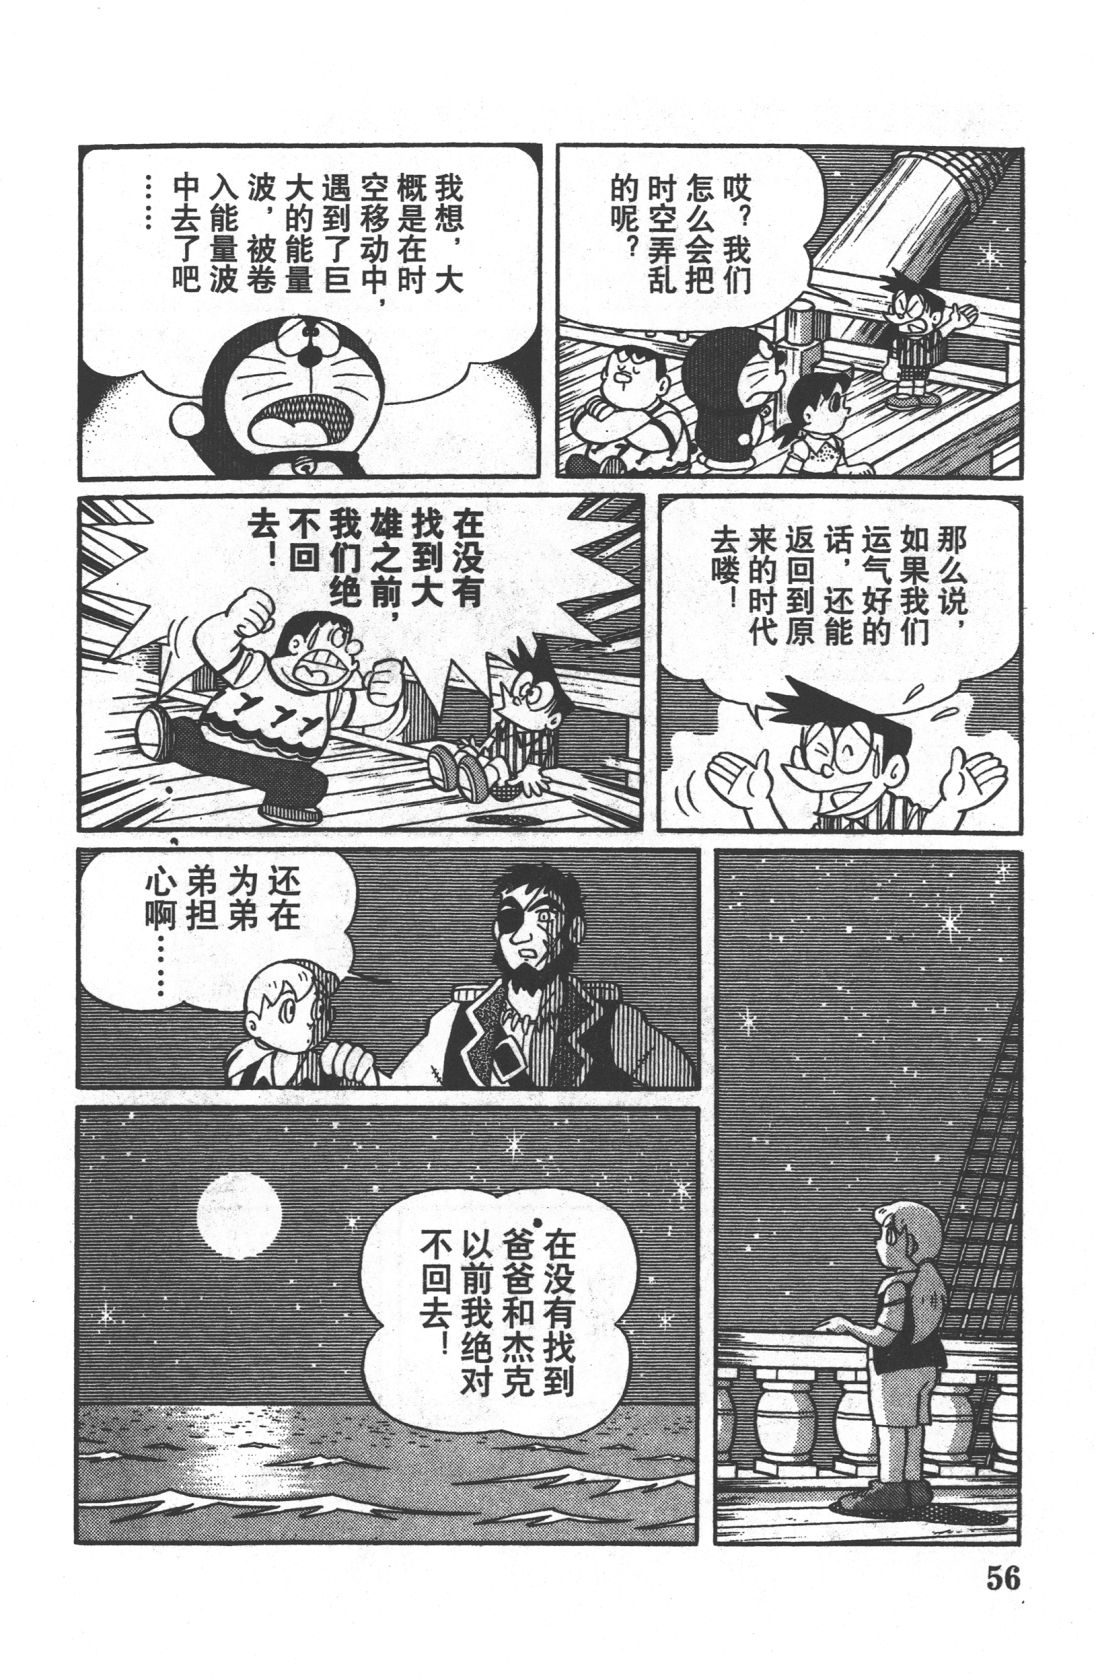 哎？我们
怎么会把
时空弄乱
的呢？
我想，大
概是在时
空移动中，
遇到了巨
大的能量
波，被卷
入能量波
中去了吧
……
那么说，
如果我们
运气好的
话，还能
返回到原
来的时代
去喽！
在没有
找到大
雄之前，
我们绝
不回
去！
还在
为弟
弟担
心啊……
在没有找到
爸爸和杰克
以前我绝对
不回去！
56